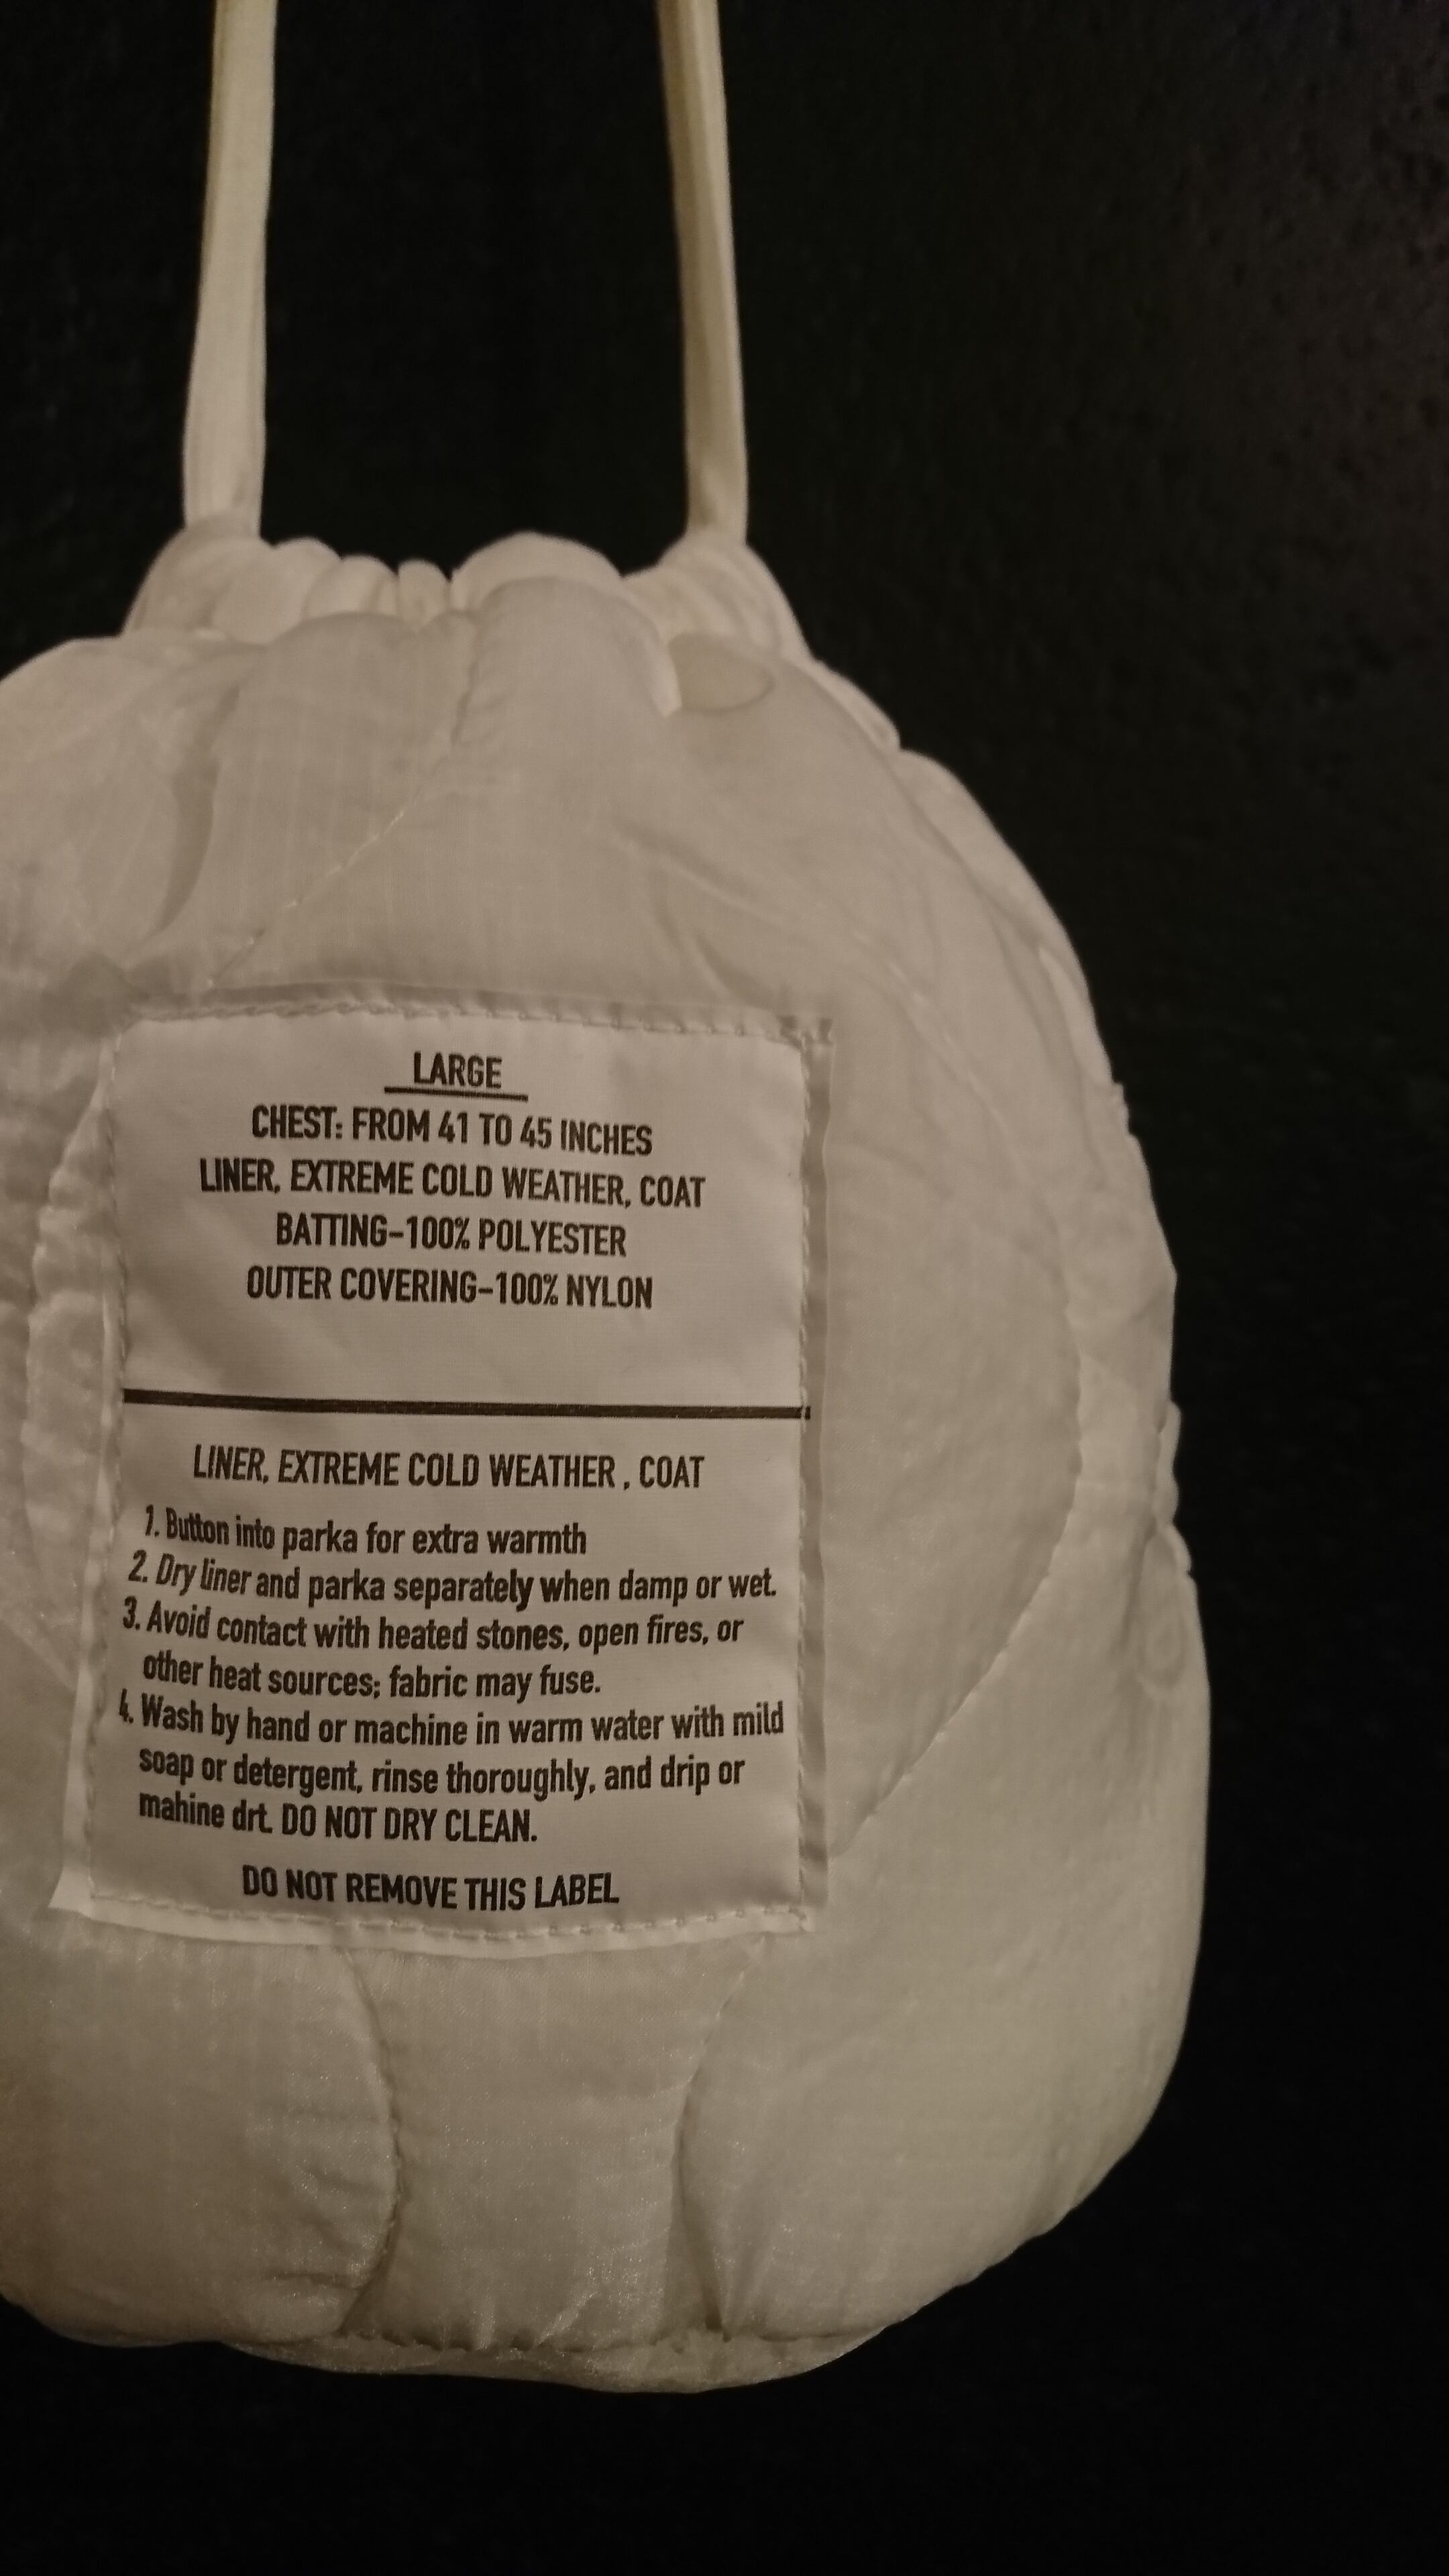 LARGE
CHEST: FROM 41 TO 45 INCHES
LINER, EXTREME COLD WEATHER, COAT
BATTING-100% POLYESTER
OUTER COVERING-100% NYLON
LINER, EXTREME COLD WEATHER , COAT
1. Button into parka for extra warmth
2. Dry liner and parka separately when damp or wet.
3. Avoid contact with heated stones, open fires, or
other heat sources; fabric may fuse.
4. Wash by hand or machine in warm water with mild
soap or detergent, rinse thoroughly, and drip or
mahine drt. DO NOT DRY CLEAN.
DO NOT REMOVE THIS LABEL